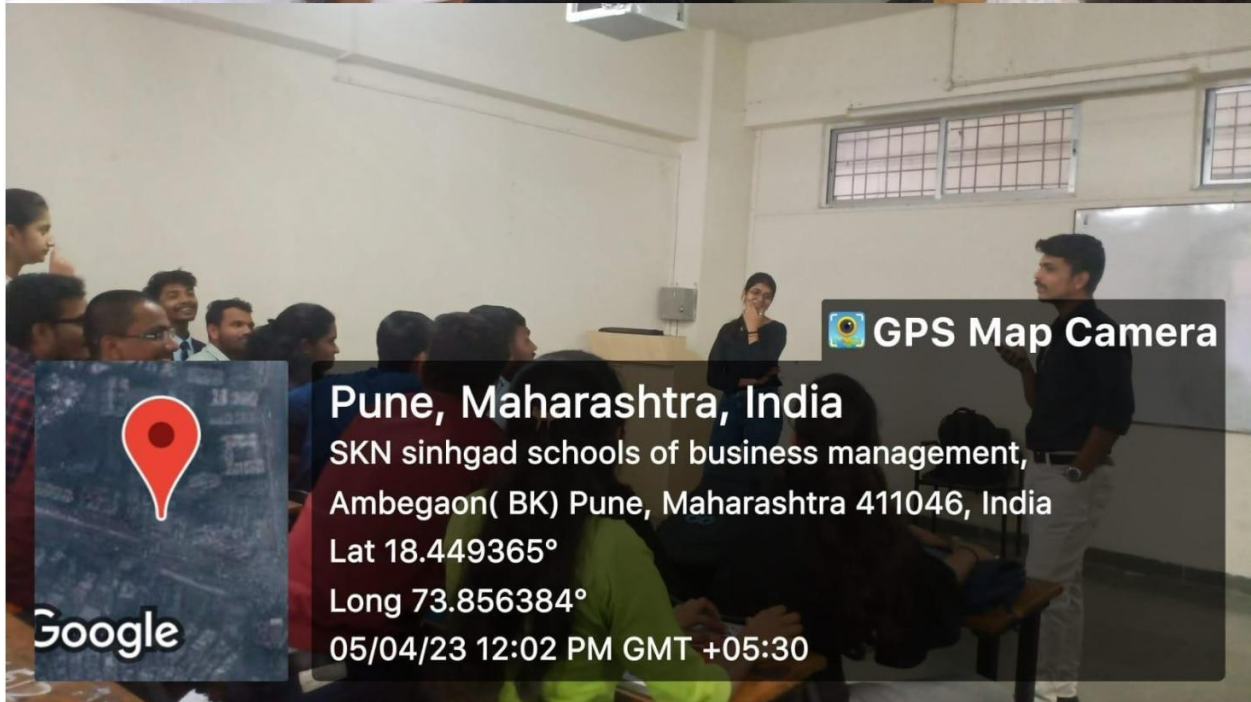 GPS Map Camera
Pune, Maharashtra, India
SKN sinhgad schools of business management,
Ambegaon( BK) Pune, Maharashtra 411046, India
Lat 18.449365°
Long 73.856384°
05/04/23 12:02 PM GMT +05:30
Google